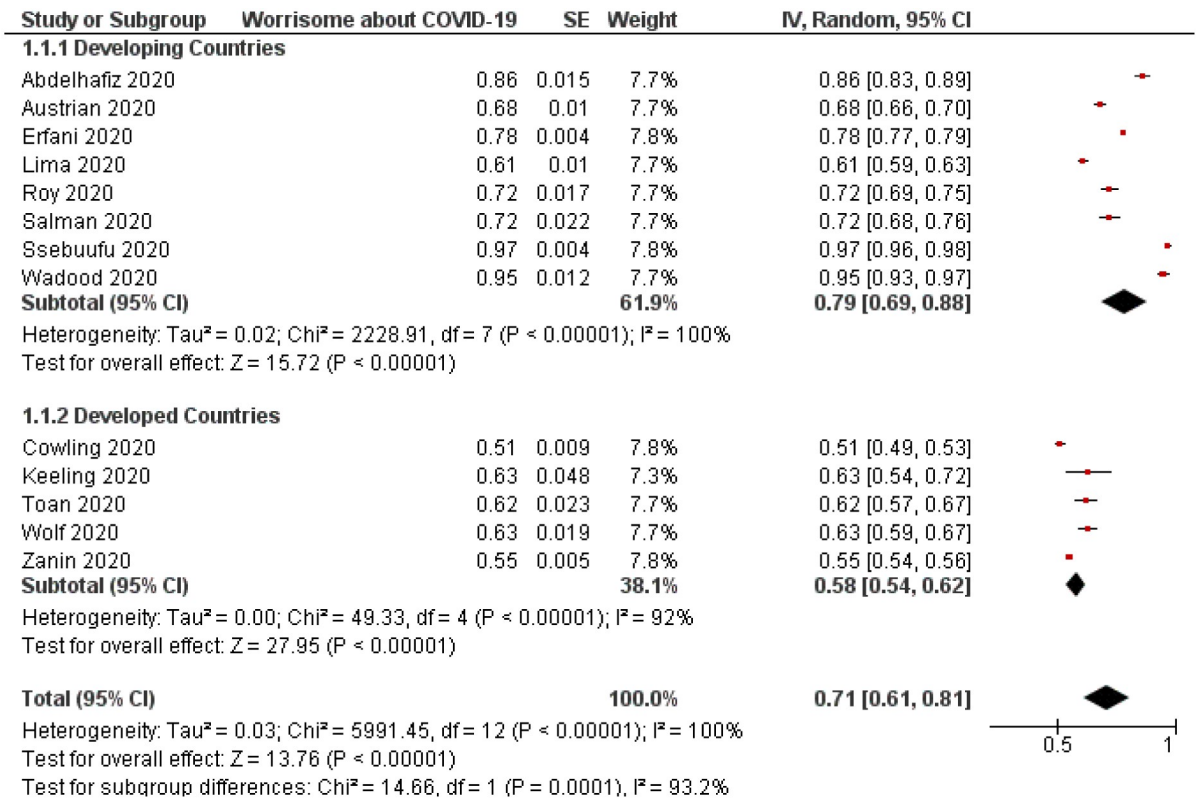 Study or Subgroup Worrisome about COVID-19 SE Weight IV, Random, 95% CI
1.1.1 Developing Countries
Abdelhafiz 2020 0.86 0.015 7.7% 0.86 [0.83, 0.89]
Austrian 2020 0.68 0.01 7.7% 0.68 [0.66, 0.70]
Erfani 2020 0.78 0.004 7.8% 0.78 [0.77, 0.79]
Lima 2020 0.61 0.01 7.7% 0.61 [0.59, 0.63]
Roy 2020 0.72 0.017 7.7% 0.72 [0.69, 0.75]
Salman 2020 0.72 0.022 7.7% 0.72 [0.68, 0.76]
Ssebuufu 2020 0.97 0.004 7.8% 0.97 [0.96, 0.98]
Wadood 2020 0.95 0.012 7.7% 0.95 [0.93, 0.97]
Subtotal (95% CI) 61.9% 0.79 [0.69, 0.88]
Heterogeneity: Tau² = 0.02; Chi² = 2228.91, df = 7 (P < 0.00001); I² = 100%
Test for overall effect: Z = 15.72 (P < 0.00001)
1.1.2 Developed Countries
Cowling 2020 0.51 0.009 7.8% 0.51 [0.49, 0.53]
Keeling 2020 0.63 0.048 7.3% 0.63 [0.54, 0.72]
Toan 2020 0.62 0.023 7.7% 0.62 [0.57, 0.67]
Wolf 2020 0.63 0.019 7.7% 0.63 [0.59, 0.67]
Zanin 2020 0.55 0.005 7.8% 0.55 [0.54, 0.56]
Subtotal (95% CI) 38.1% 0.58 [0.54, 0.62]
Heterogeneity: Tau² = 0.00; Chi² = 49.33, df = 4 (P < 0.00001); I² = 92%
Test for overall effect: Z = 27.95 (P < 0.00001)
Total (95% CI) 100.0% 0.71 [0.61, 0.81]
Heterogeneity: Tau² = 0.03; Chi² = 5991.45, df = 12 (P < 0.00001); I² = 100%
0.5 1
Test for overall effect: Z = 13.76 (P < 0.00001)
Test for subgroup differences: Chi² = 14.66, df = 1 (P = 0.0001), I² = 93.2%